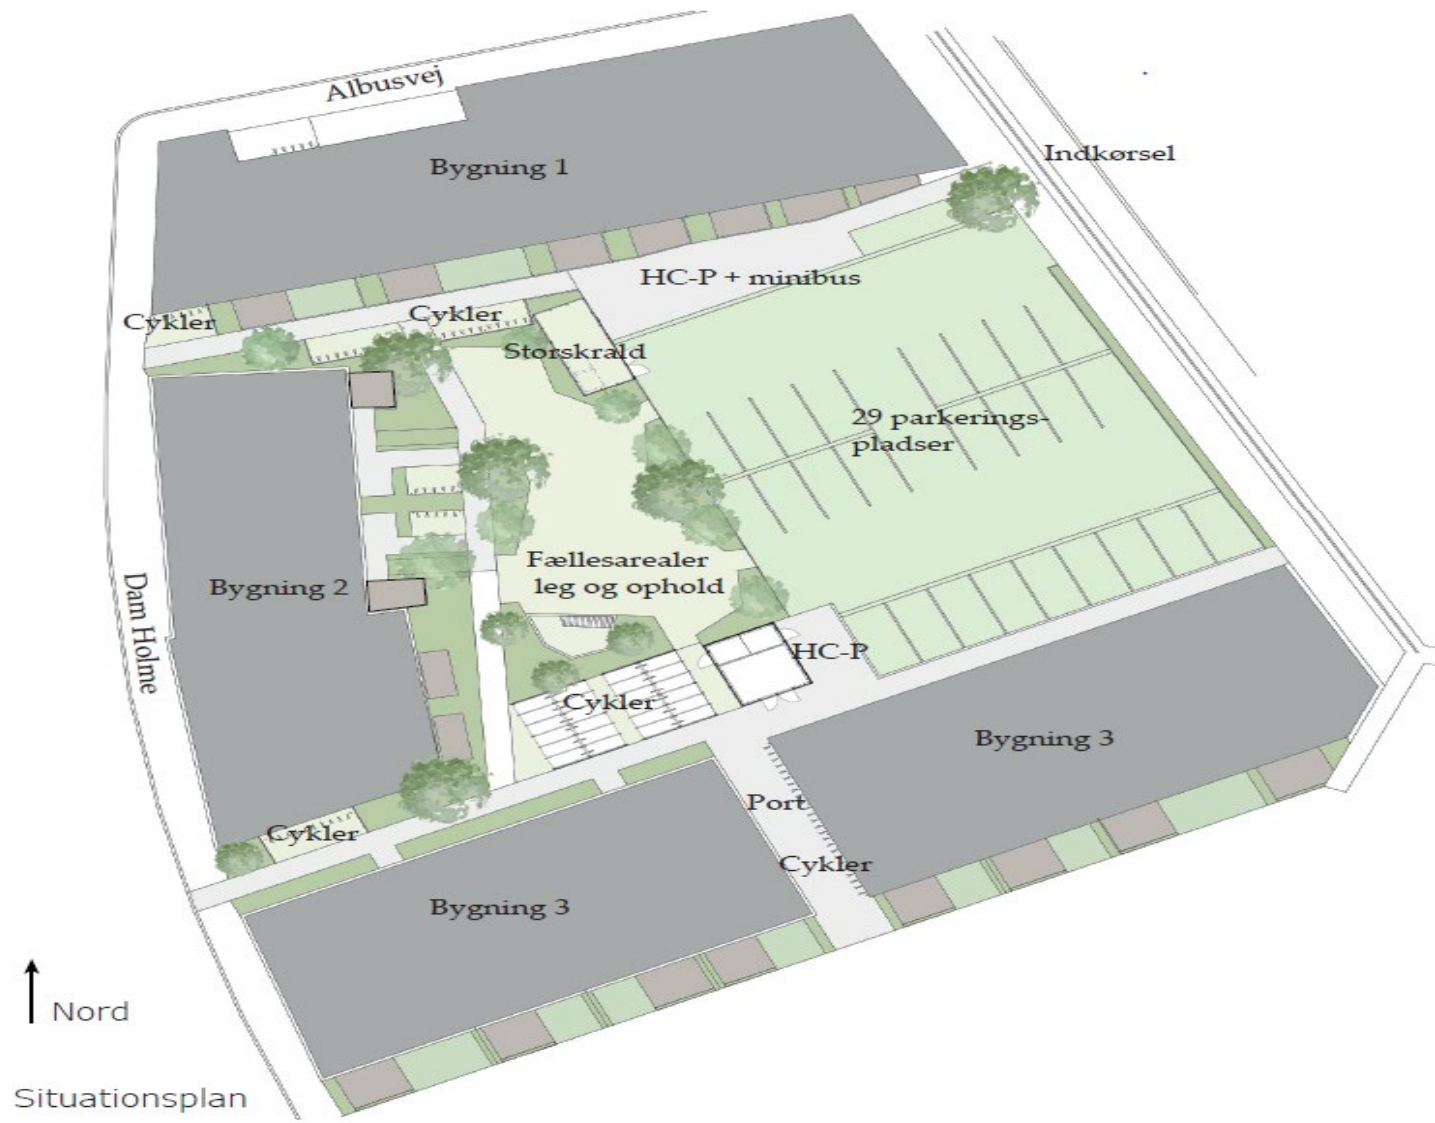 Albusvej
Indkørsel
Bygning 1
HC-P + minibus
Cykler
Cykler
Storskrald
29 parkerings-
pladser
Fællesarealer
leg og ophold
Bygning 2
Dam Holme
HC-P
Cykler
Bygning 3
Port
Cykler
Cykler
Bygning 3
Nord
Situationsplan